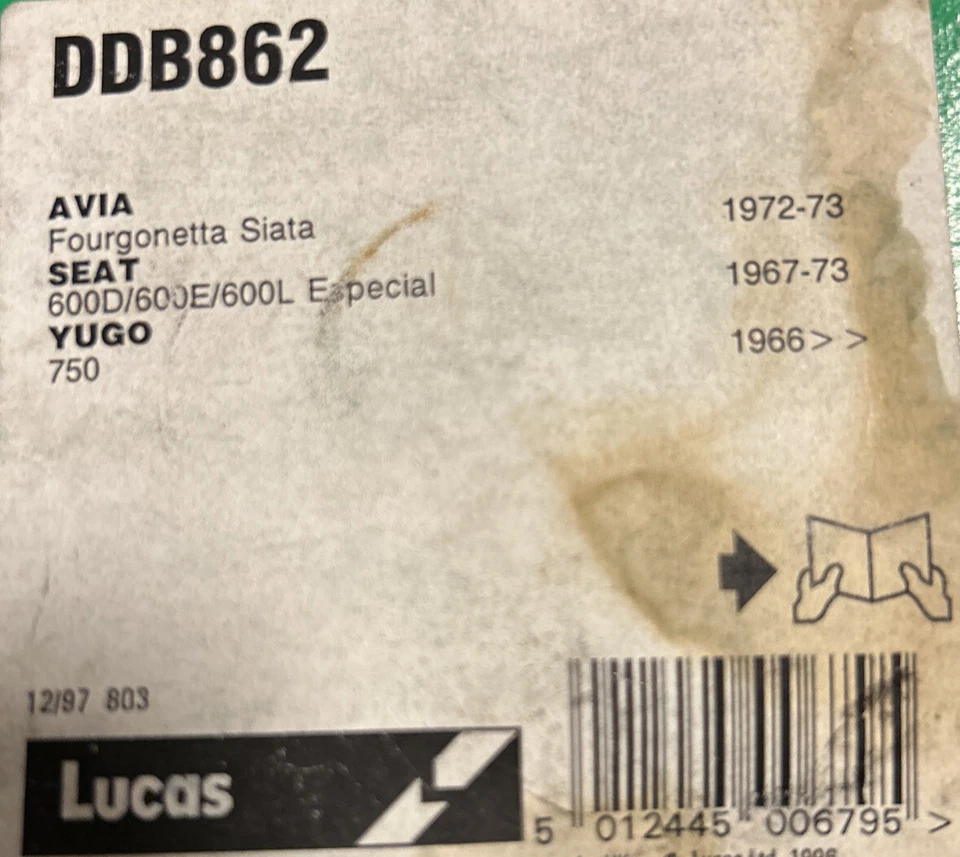 DDB862
AVIA
Fourgonetta Siata 1972-73
SEAT
600D/600E/600L Especial 1967-73
YUGO 1966> >
750
12/97 803
Lucas
5 012445 006795 >
1996